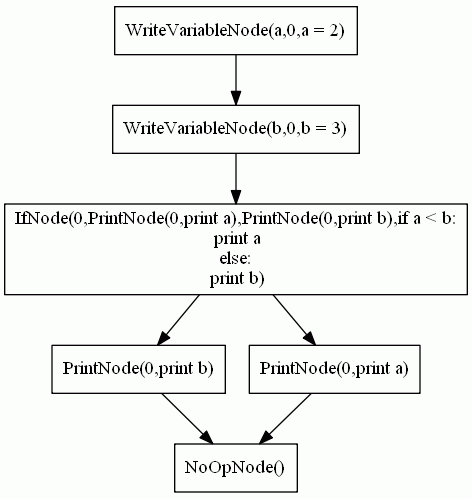 WriteVariableNode(a,0,a = 2)
WriteVariableNode(b,0,b = 3)
IfNode(0,PrintNode(0,print a),PrintNode(0,print b),if a < b:
print a
else:
print b)
PrintNode(0,print b)
PrintNode(0,print a)
NoOpNode()